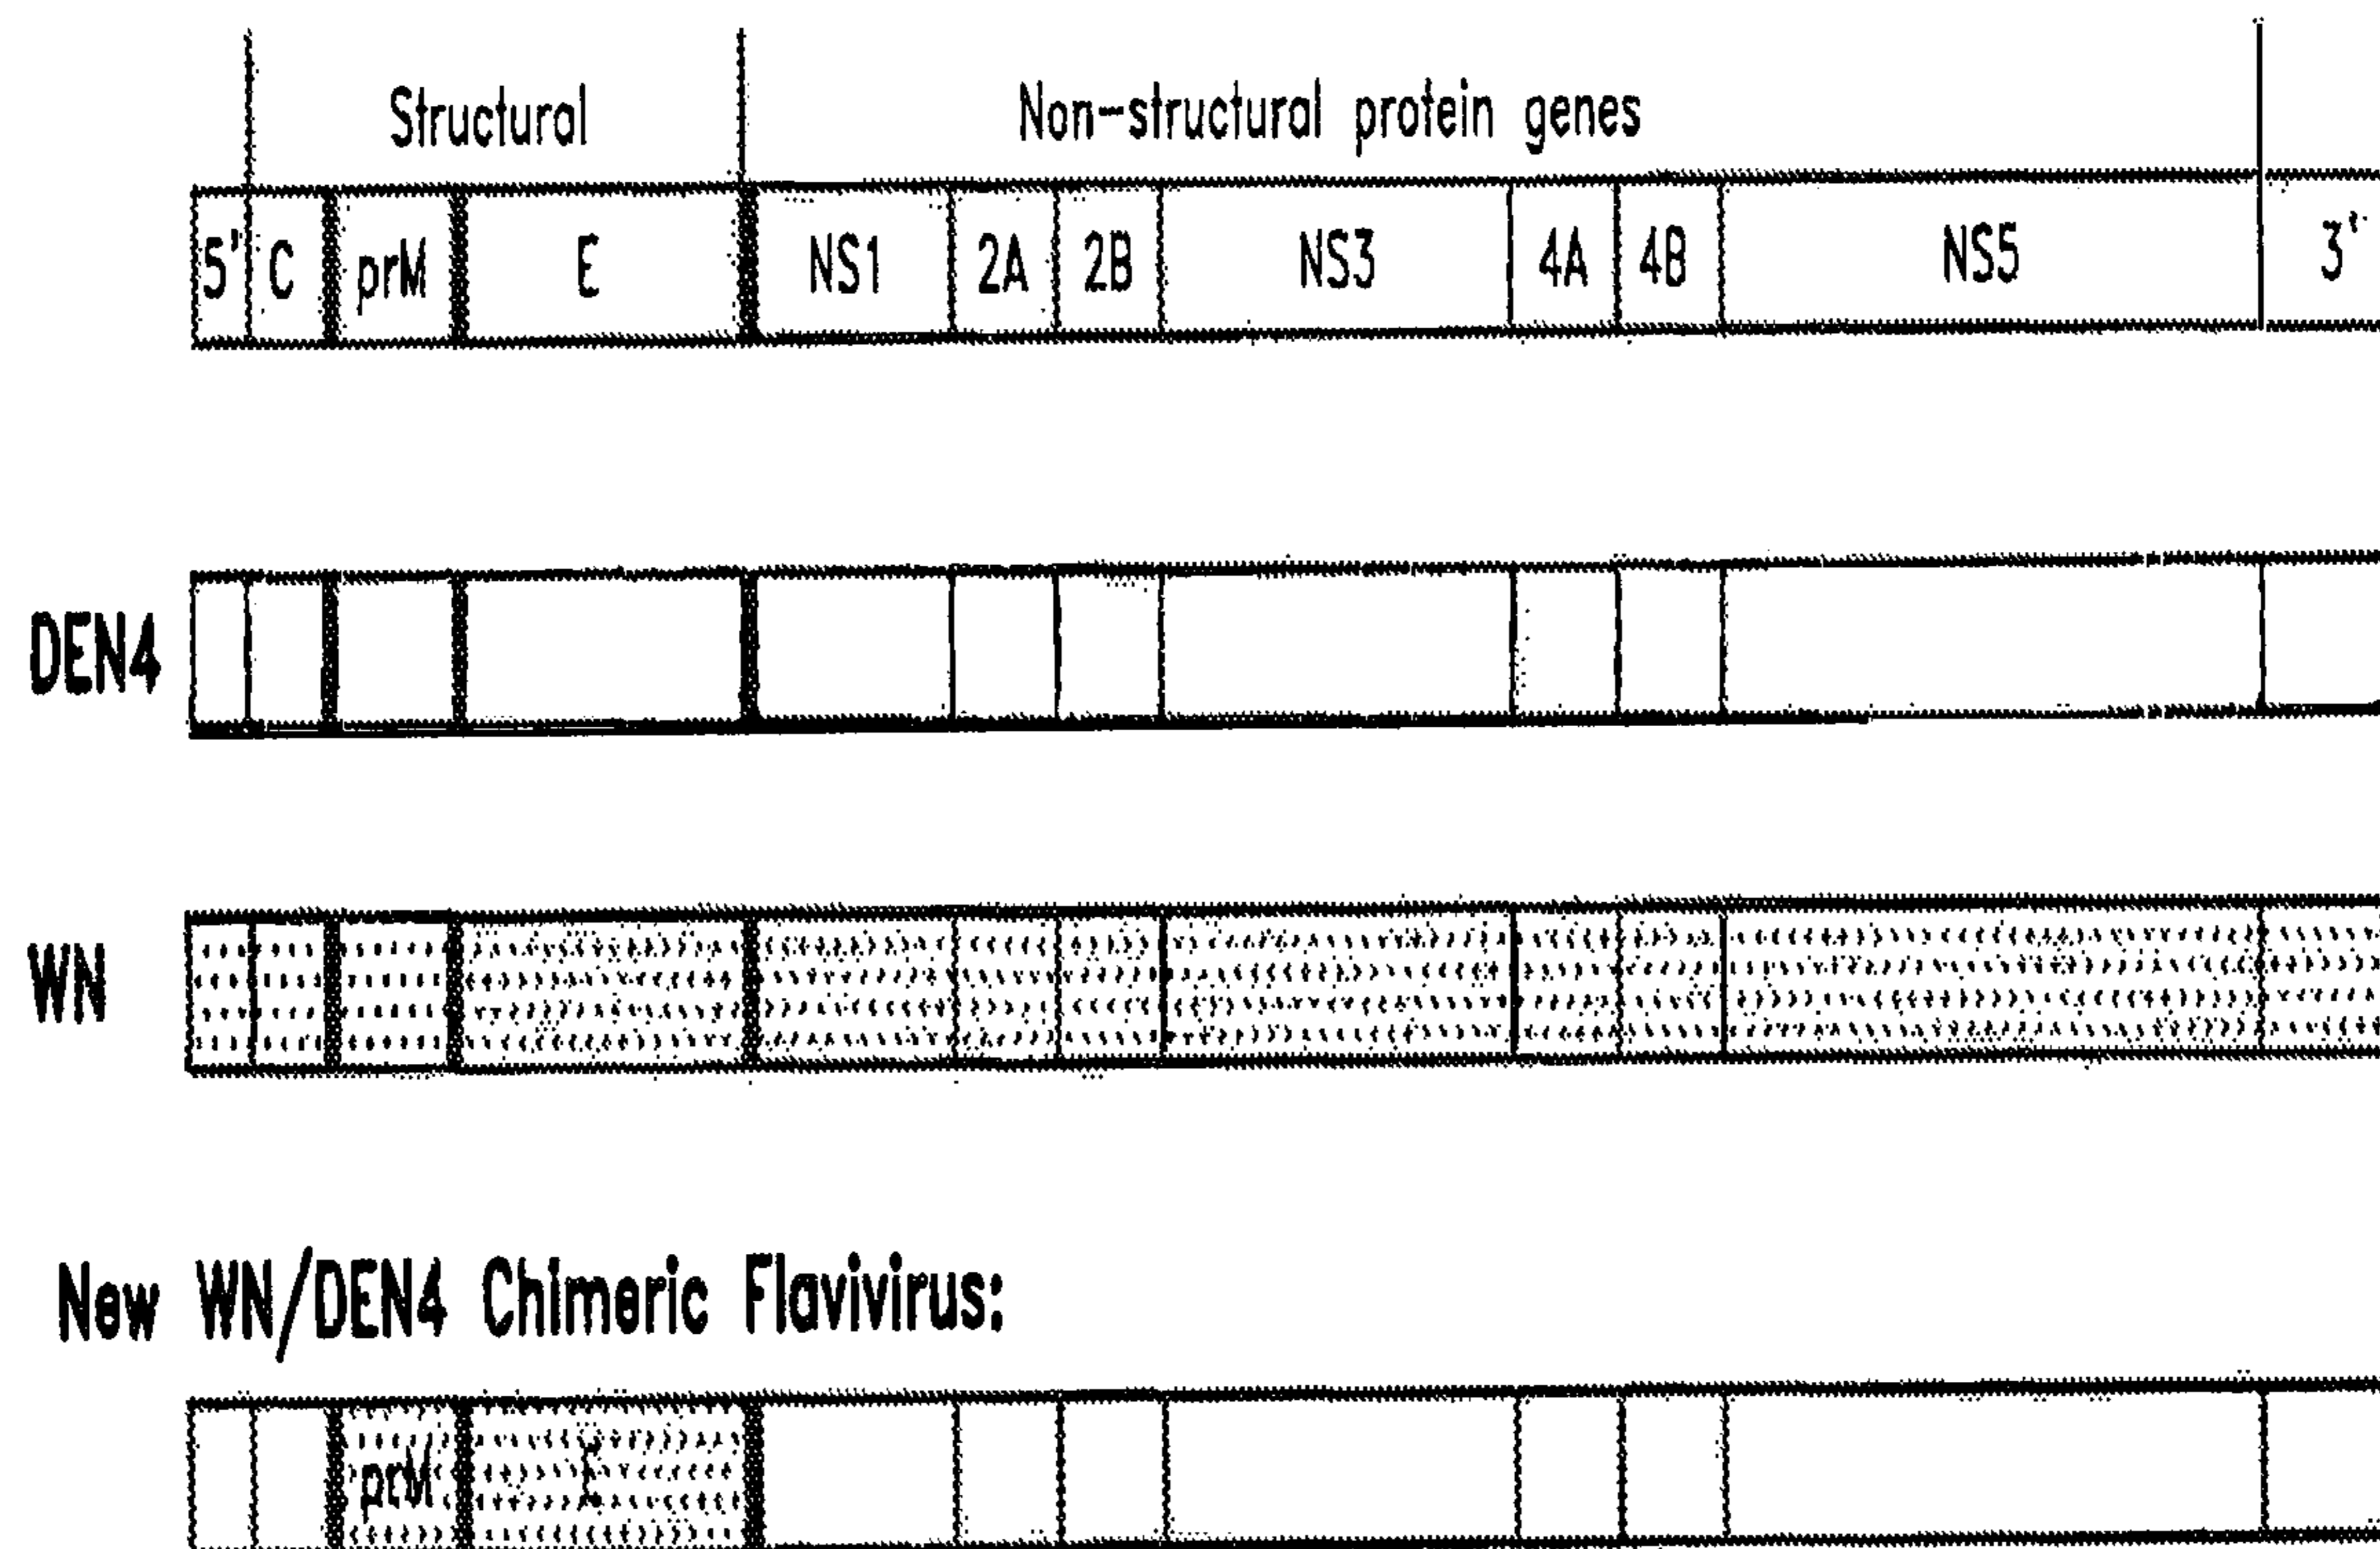 Structural Non-structural protein genes
5' C prM E NS1 2A 2B NS3 4A 4B NS5 3'
DEN4
WN
New WN/DEN4 Chimeric Flavivirus:
prM E